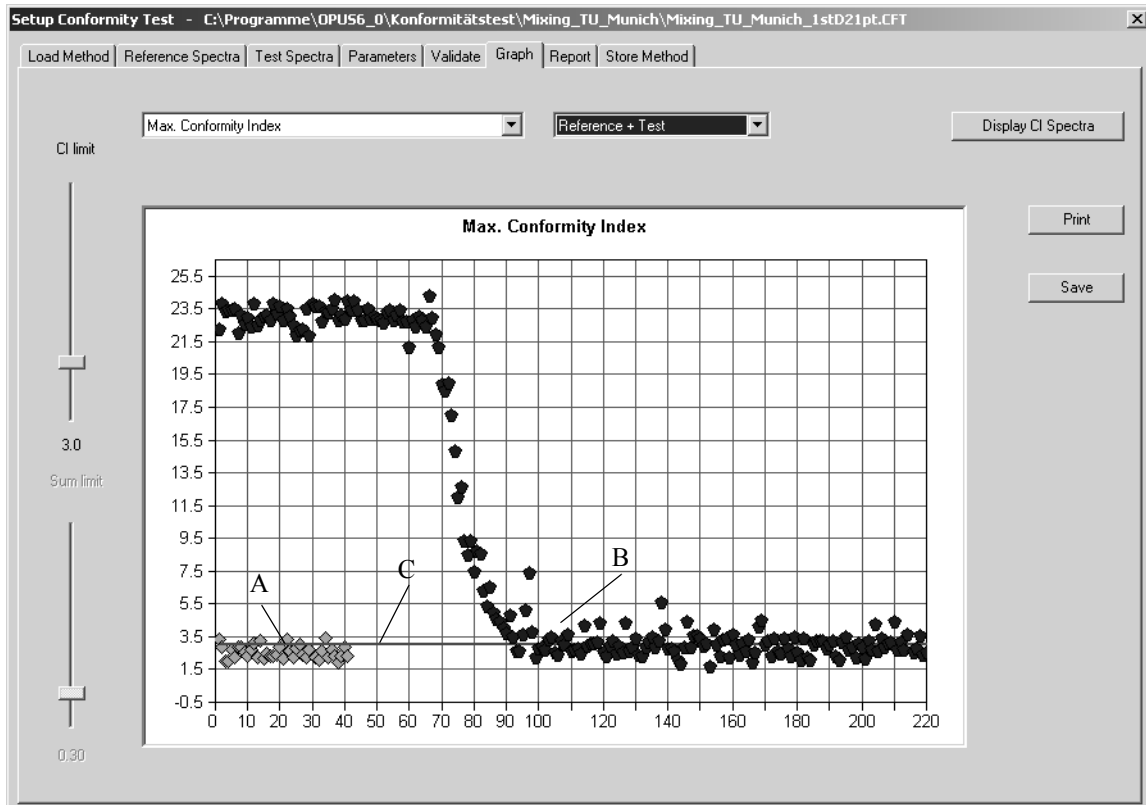 Setup Conformity Test - C:\Programme\OPUS6_0\Konformitätstest\Mixing_TU_Munich\Mixing_TU_Munich_1stD21pt.CFT
Load Method Reference Spectra Test Spectra Parameters Validate Graph Report Store Method
Max. Conformity Index
Reference + Test
Display CI Spectra
CI limit
3.0
Sum limit
0.30
Print
Save
Max. Conformity Index
25.5
23.5
21.5
19.5
17.5
15.5
13.5
11.5
9.5
7.5
5.5
3.5
1.5
-0.5
A
C
B
0 10 20 30 40 50 60 70 80 90 100 120 140 160 180 200 220